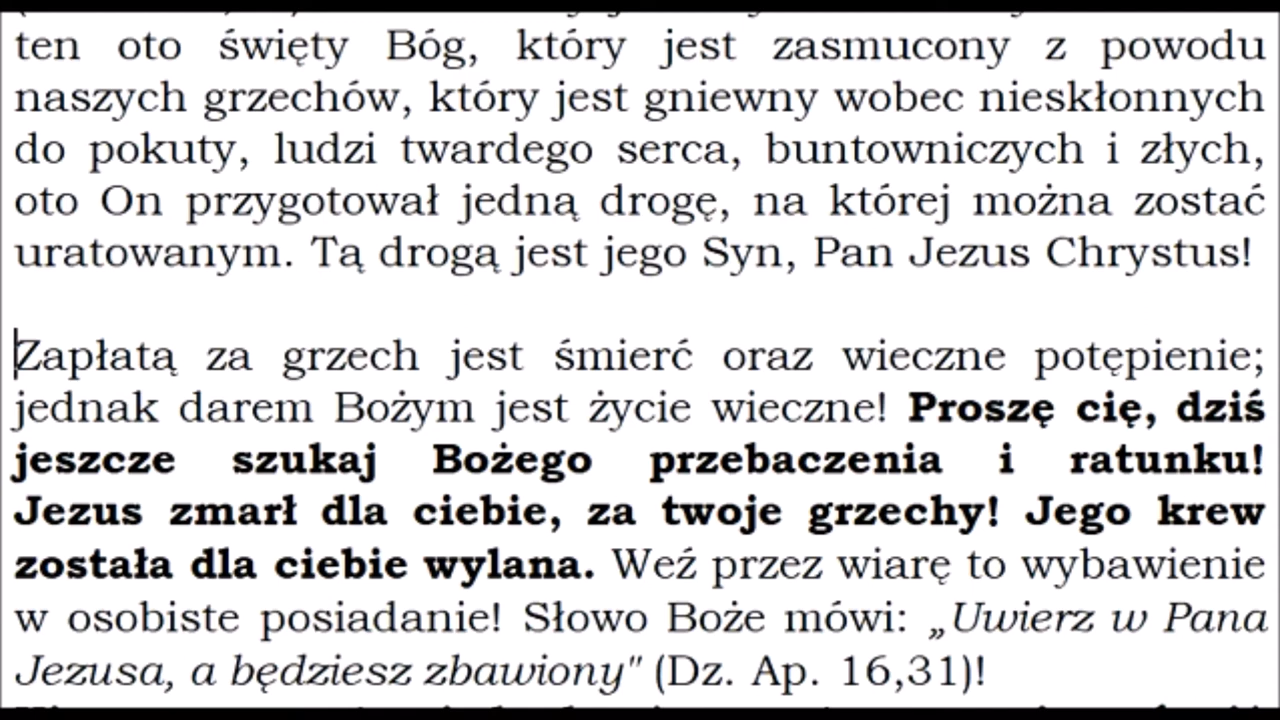 ten oto święty Bóg, który jest zasmucony z powodu
naszych grzechów, który jest gniewny wobec nieskłonnych
do pokuty, ludzi twardego serca, buntowniczych i złych,
oto On przygotował jedną drogę, na której można zostać
uratowanym. Tą drogą jest jego Syn, Pan Jezus Chrystus!
Zapłatą za grzech jest śmierć oraz wieczne potępienie;
jednak darem Bożym jest życie wieczne! Proszę cię, dziś
jeszcze szukaj Bożego przebaczenia i ratunku!
Jezus zmarł dla ciebie, za twoje grzechy! Jego krew
została dla ciebie wylana. Weź przez wiarę to wybawienie
w osobiste posiadanie! Słowo Boże mówi: „Uwierz w Pana
Jezusa, a będziesz zbawiony" (Dz. Ap. 16,31)!